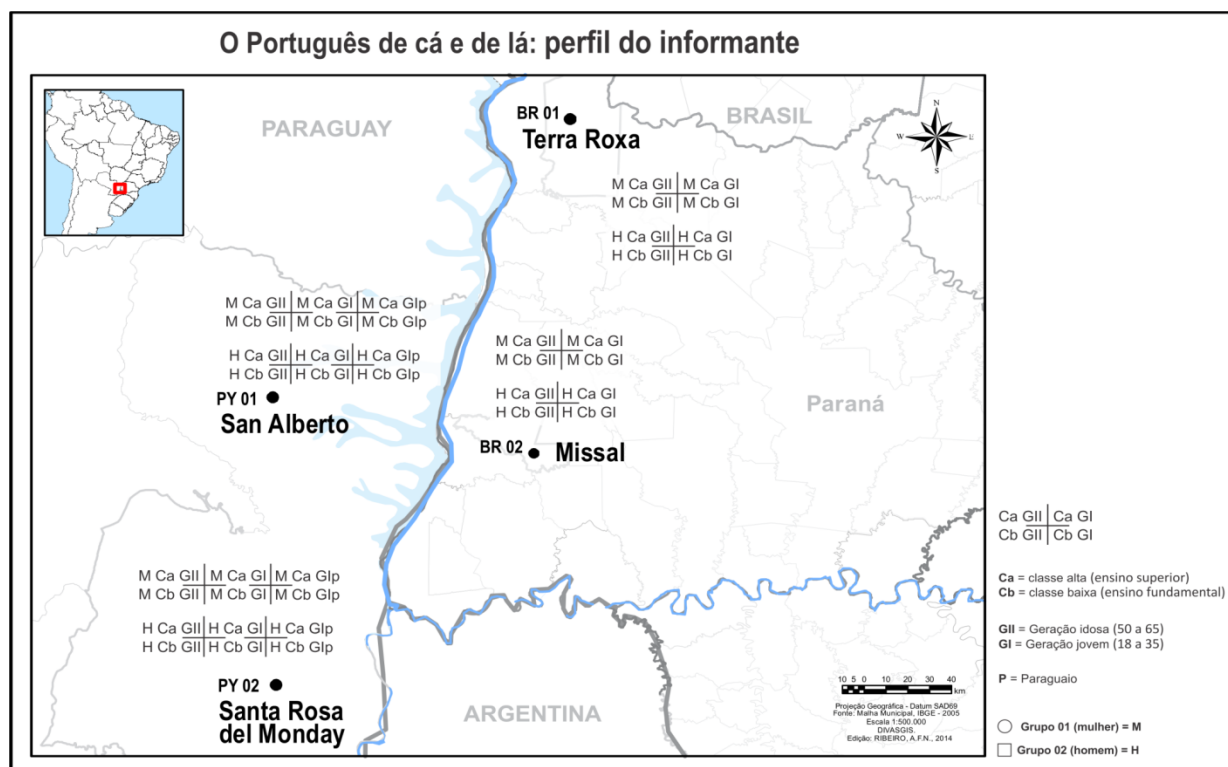 O Português de cá e de lá: perfil do informante
PARAGUAY
BR 01
Terra Roxa
BRASIL
N
W E
S
M Ca GII M Ca GI
M Cb GII M Cb GI
H Ca GII H Ca GI
H Cb GII H Cb GI
M Ca GII M Ca GI M Ca GIp
M Cb GII M Cb GI M Cb GIp
H Ca GII H Ca GI H Ca GIp
H Cb GII H Cb GI H Cb GIp
PY 01
San Alberto
M Ca GII M Ca GI
M Cb GII M Cb GI
H Ca GII H Ca GI
H Cb GII H Cb GI
BR 02
Missal
Paraná
M Ca GII M Ca GI M Ca GIp
M Cb GII M Cb GI M Cb GIp
H Ca GII H Ca GI H Ca GIp
H Cb GII H Cb GI H Cb GIp
PY 02
Santa Rosa
del Monday
ARGENTINA
10 5 0 10 20 30 40
km
Projeção Geográfica - Datum SAD69
Fonte: Malha Municipal, IBGE - 2005
Escala 1:500.000
DIVASGIS.
Edição: RIBEIRO, A.F.N., 2014
Ca GII Ca GI
Cb GII Cb GI
Ca = classe alta (ensino superior)
Cb = classe baixa (ensino fundamental)
GII = Geração idosa (50 a 65)
GI = Geração jovem (18 a 35)
P = Paraguaio
Grupo 01 (mulher) = M
Grupo 02 (homem) = H